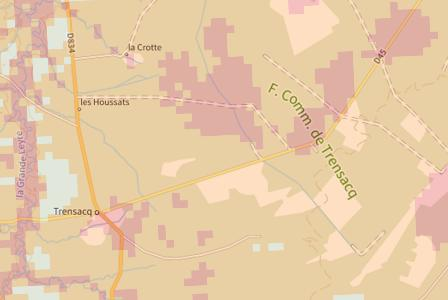 D834
la Crotte
D45
les Houssats
F. Comm. de Trensacq
la Grande Leyre
Trensacq